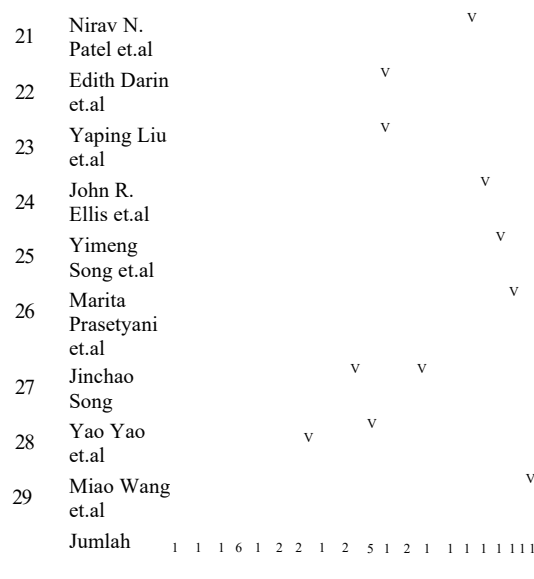 v
21 Nirav N.
Patel et.al
v
22 Edith Darin
et.al
v
23 Yaping Liu
et.al
v
24 John R.
Ellis et.al
v
25 Yimeng
Song et.al
v
26 Marita
Prasetyani
et.al
v v
27 Jinchao
Song
v v
28 Yao Yao
et.al
v
29 Miao Wang
et.al
Jumlah 1 1 1 6 1 2 2 1 2 5 1 2 1 1 1 1 1 1 1 1